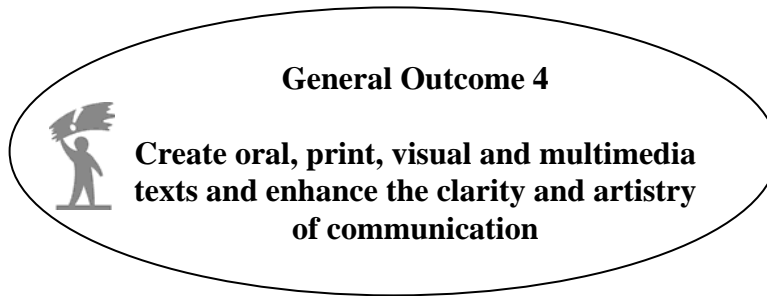 General Outcome 4
Create oral, print, visual and multimedia
texts and enhance the clarity and artistry
of communication